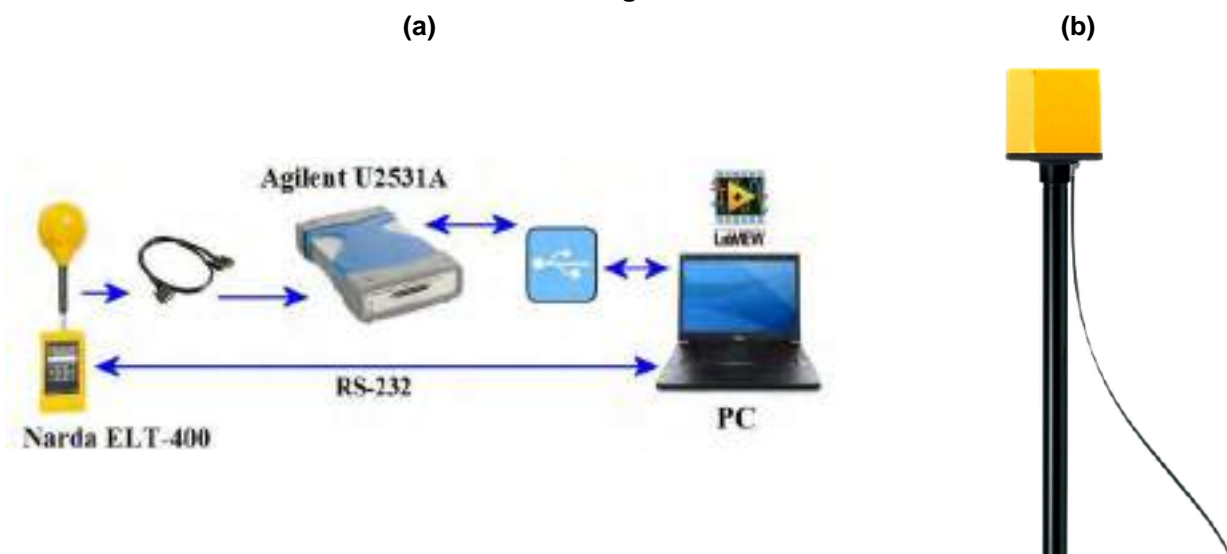 (a)
(b)
Agilent U2531A
LabVIEW
RS-232
PC
Narda ELT-400